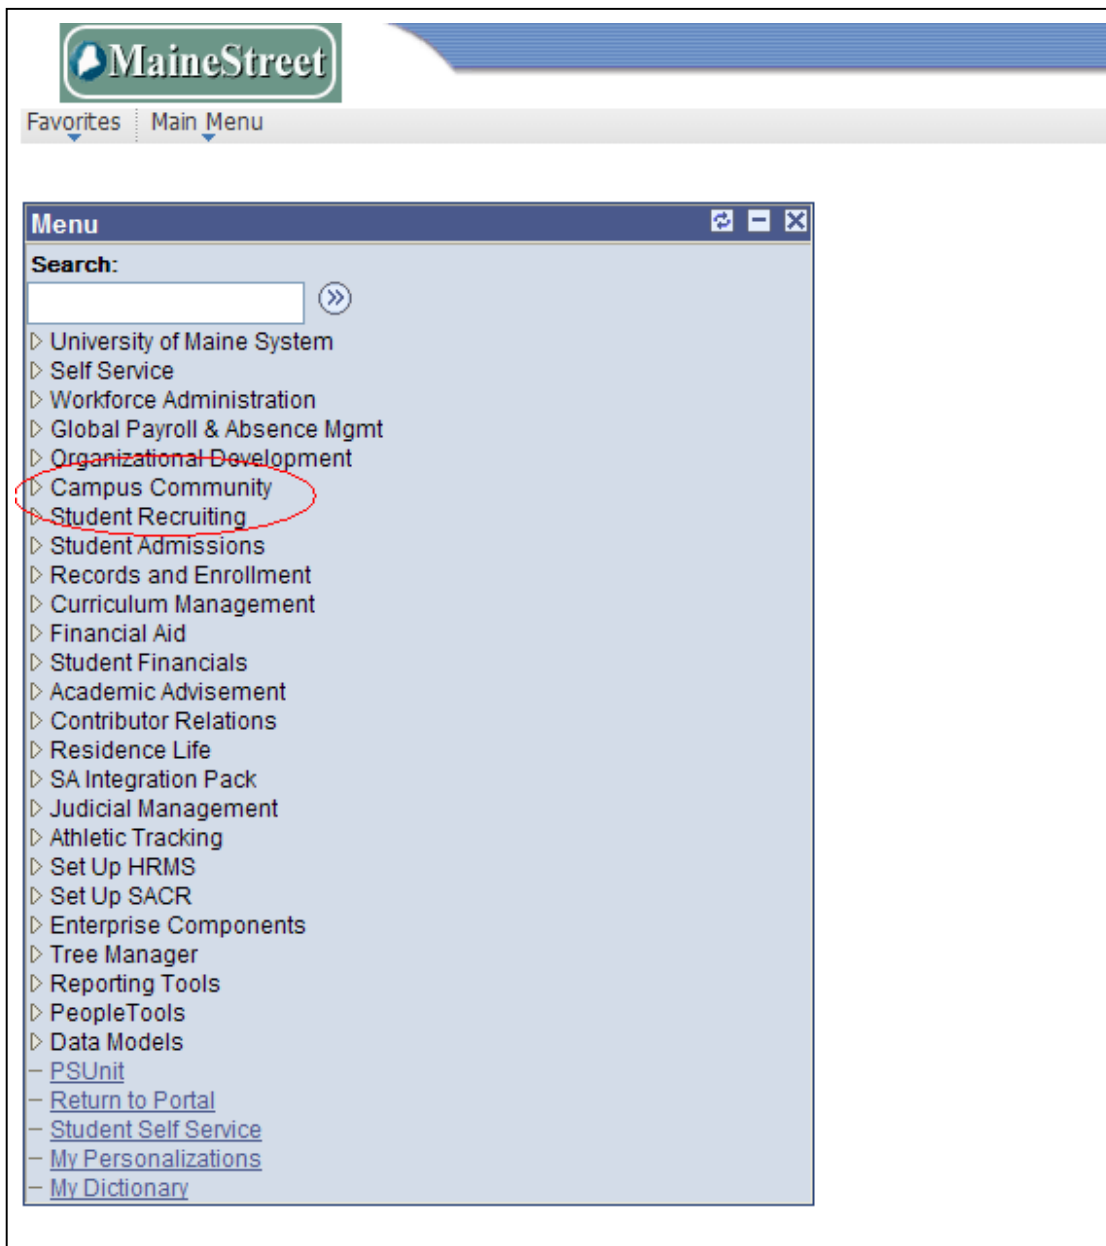 MaineStreet
Favorites Main Menu
Menu
Search:
University of Maine System
Self Service
Workforce Administration
Global Payroll & Absence Mgmt
Organizational Development
Campus Community
Student Recruiting
Student Admissions
Records and Enrollment
Curriculum Management
Financial Aid
Student Financials
Academic Advisement
Contributor Relations
Residence Life
SA Integration Pack
Judicial Management
Athletic Tracking
Set Up HRMS
Set Up SACR
Enterprise Components
Tree Manager
Reporting Tools
PeopleTools
Data Models
PSUnit
Return to Portal
Student Self Service
My Personalizations
My Dictionary